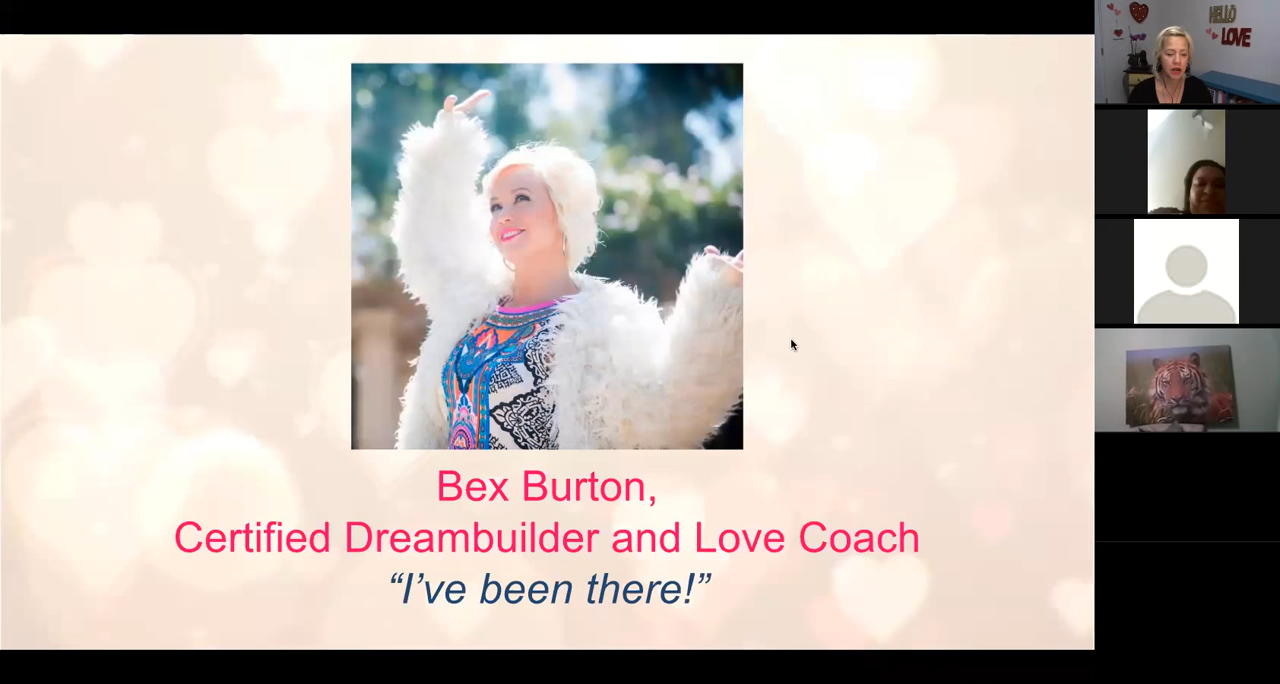 Bex Burton,
Certified Dreambuilder and Love Coach
“I’ve been there!”
HELLO
LOVE